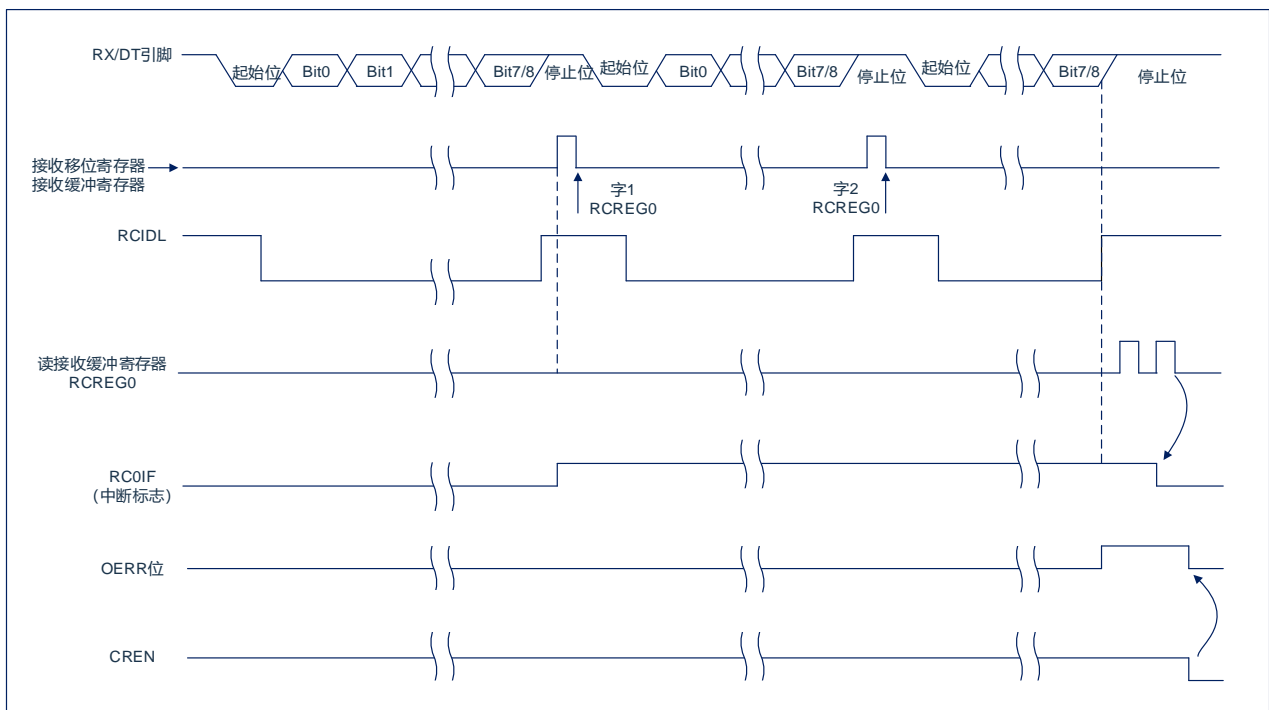 RX/DT引脚
起始位 Bit0 Bit1 Bit7/8 停止位 起始位 Bit0 Bit7/8 停止位 起始位 Bit7/8 停止位
接收移位寄存器
接收缓冲寄存器
字1
RCREG0
字2
RCREG0
RCIDL
读接收缓冲寄存器
RCREG0
RC0IF
（中断标志）
OERR位
CREN